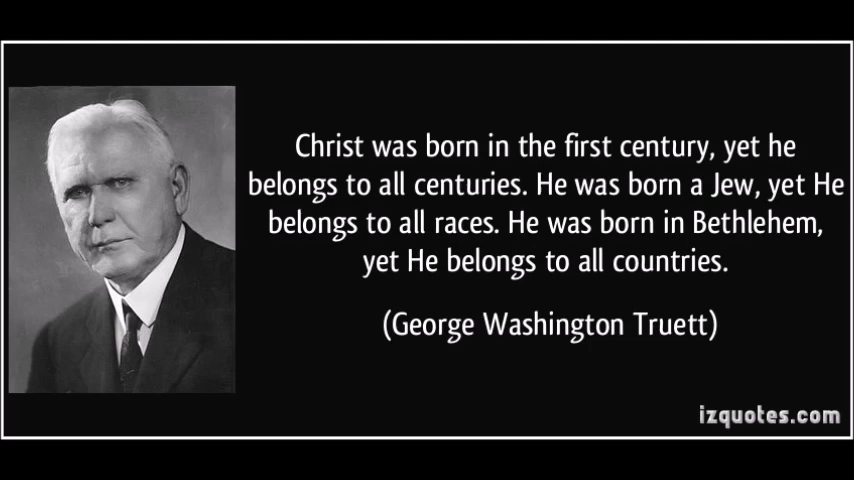 Christ was born in the first century, yet he
belongs to all centuries. He was born a Jew, yet He
belongs to all races. He was born in Bethlehem,
yet He belongs to all countries.
(George Washington Truett)
izquotes.com